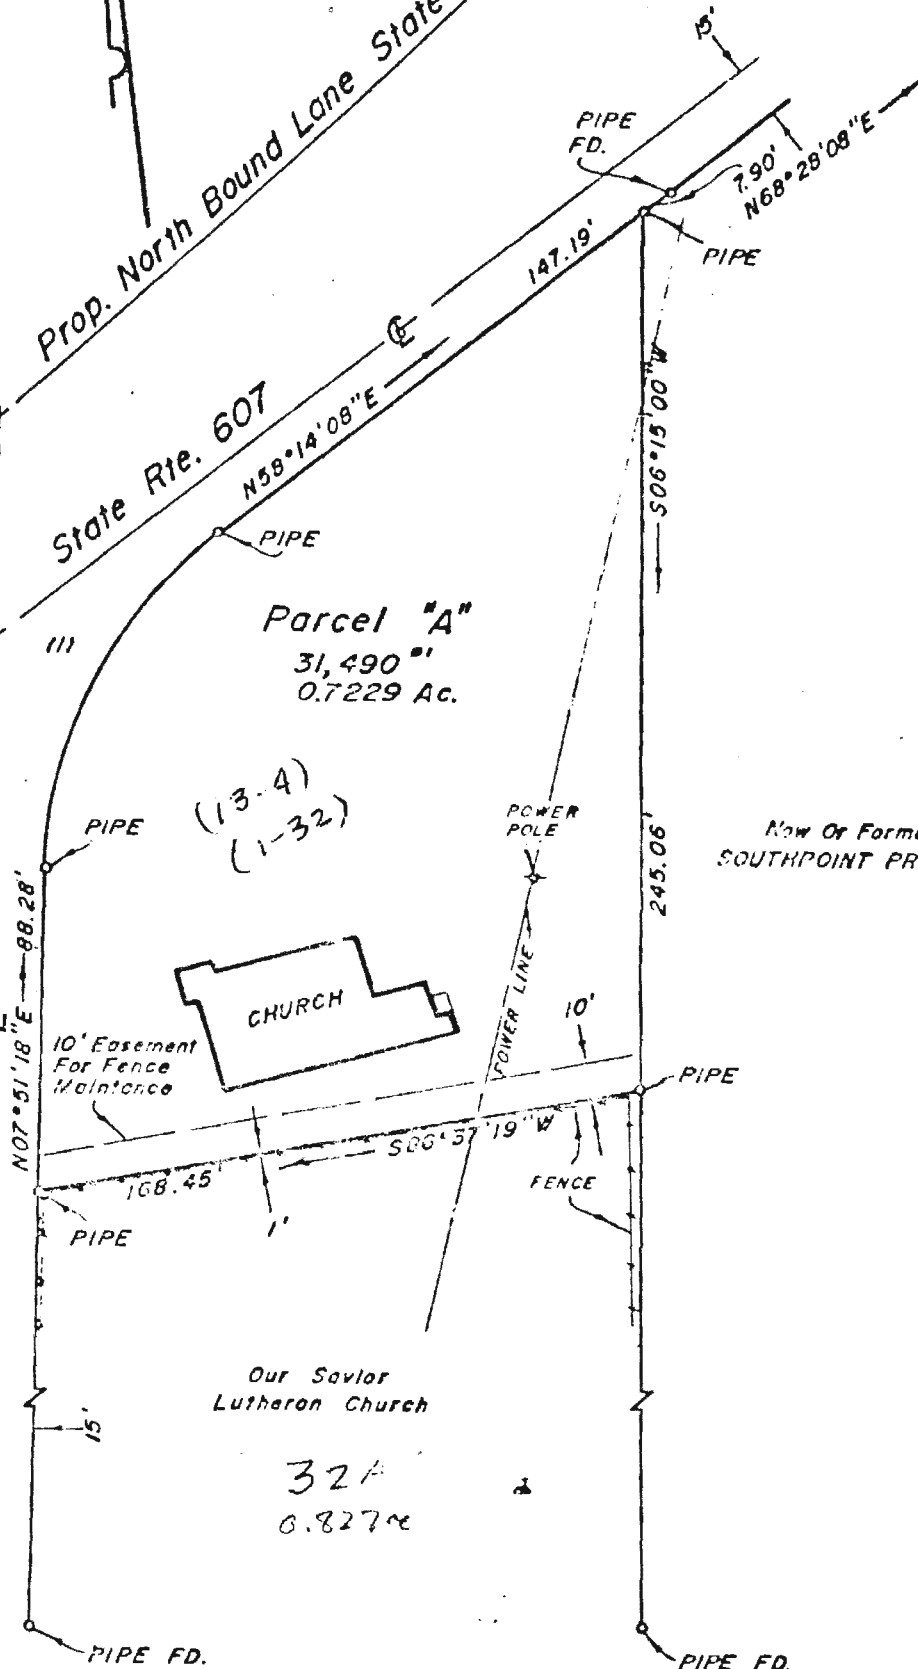 Prop. North Bound Lane State
15'
PIPE
FD.
7.90'
N68°28'08"E
PIPE
147.19'
N58°14'08"E
State Rte. 607
PIPE
S06°15'00"W
245.06'
Parcel "A"
31,490
0.7229 Ac.
(13-4)
(1-32)
PIPE
POWER
POLE
Now Or Forme
SOUTHPOINT PR
N07°51'18"E
88.28'
CHURCH
POWER LINE
10'
10' Easement
For Fence
Maintance
PIPE
168.45'
FENCE
1'
PIPE
Our Savior
Lutheran Church
15'
32A
PIPE FD.
PIPE FD.